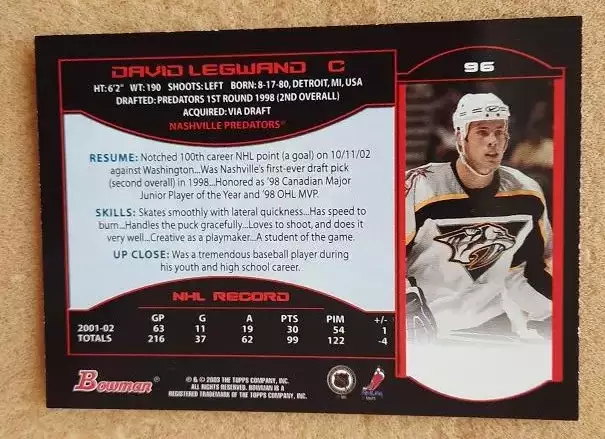 DAVID LEGWAND C
96
HT: 6'2" WT: 190 SHOOTS: LEFT BORN: 8-17-80, DETROIT, MI, USA
DRAFTED: PREDATORS 1ST ROUND 1998 (2ND OVERALL)
ACQUIRED: VIA DRAFT
NASHVILLE PREDATORS®
RESUME: Notched 100th career NHL point (a goal) on 10/11/02
against Washington...Was Nashville's first-ever draft pick
(second overall) in 1998...Honored as '98 Canadian Major
Junior Player of the Year and '98 OHL MVP.
SKILLS: Skates smoothly with lateral quickness...Has speed to
burn...Handles the puck gracefully...Loves to shoot, and does it
very well...Creative as a playmaker...A student of the game.
UP CLOSE: Was a tremendous baseball player during
his youth and high school career.
NHL RECORD
GP G A PTS PIM +/-
2001-02 63 11 19 30 54 1
TOTALS 216 37 62 99 122 -4
Bowman
® & © 2003 THE TOPPS COMPANY, INC.
ALL RIGHTS RESERVED. BOWMAN IS A
REGISTERED TRADEMARK OF THE TOPPS COMPANY, INC.
NHL
NHLPA